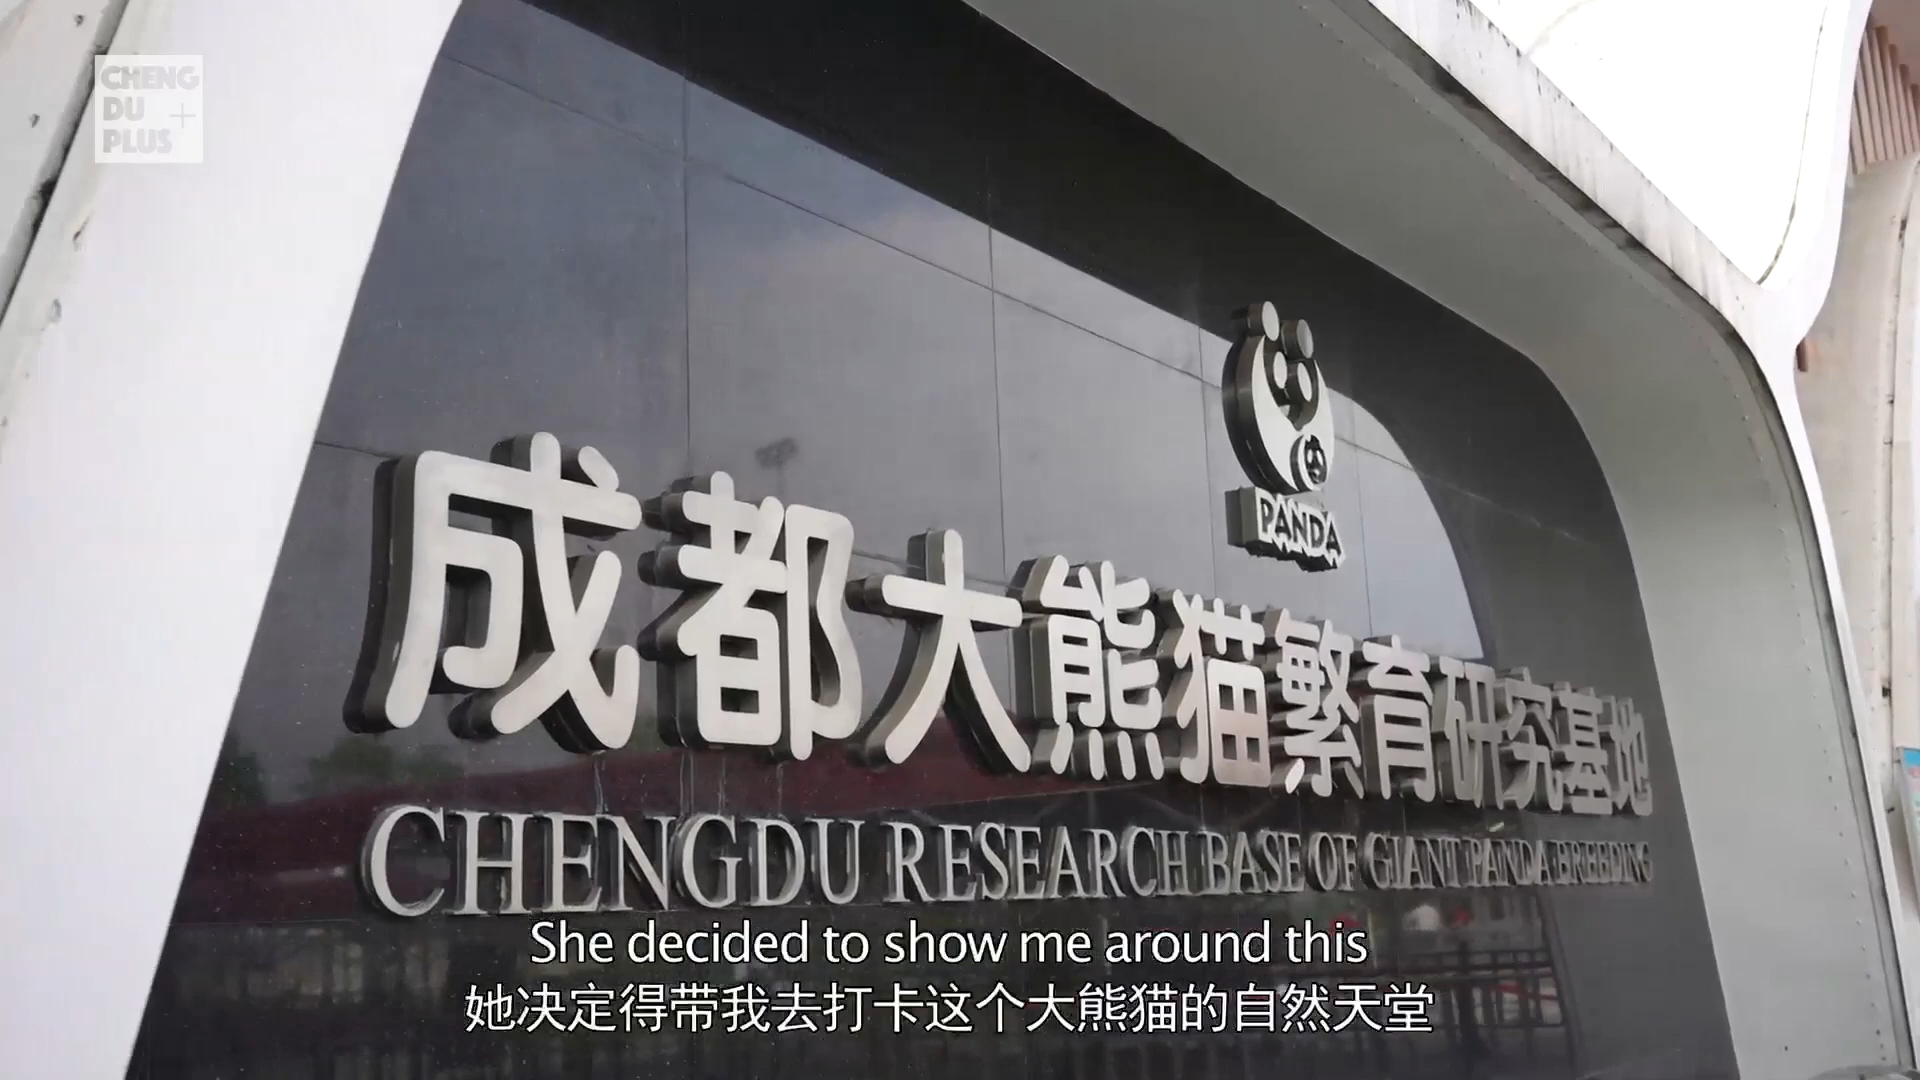 CHENG
DU
PLUS+
PANDA
成都大熊猫繁育研究基地
CHENGDU RESEARCH BASE OF GIANT PANDA BREEDING
She decided to show me around this
她决定得带我去打卡这个大熊猫的自然天堂